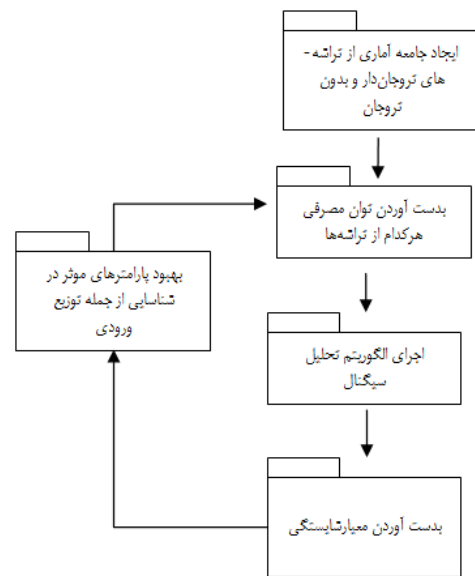 ایجاد جامعه آماری از تراشه-
های تروجان‌دار و بدون
تروجان
بدست آوردن توان مصرفی
هرکدام از تراشه‌ها
بهبود پارامترهای موثر در
شناسایی از جمله توزیع
ورودی
اجرای الگوریتم تحلیل
سیگنال
بدست آوردن معیارشایستگی